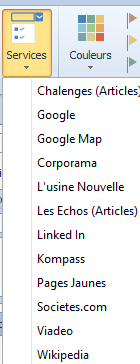 Services
Couleurs
Chalenges (Articles)
Google
Google Map
Corporama
L'usine Nouvelle
Les Echos (Articles)
Linked In
Kompass
Pages Jaunes
Societes.com
Viadeo
Wikipedia